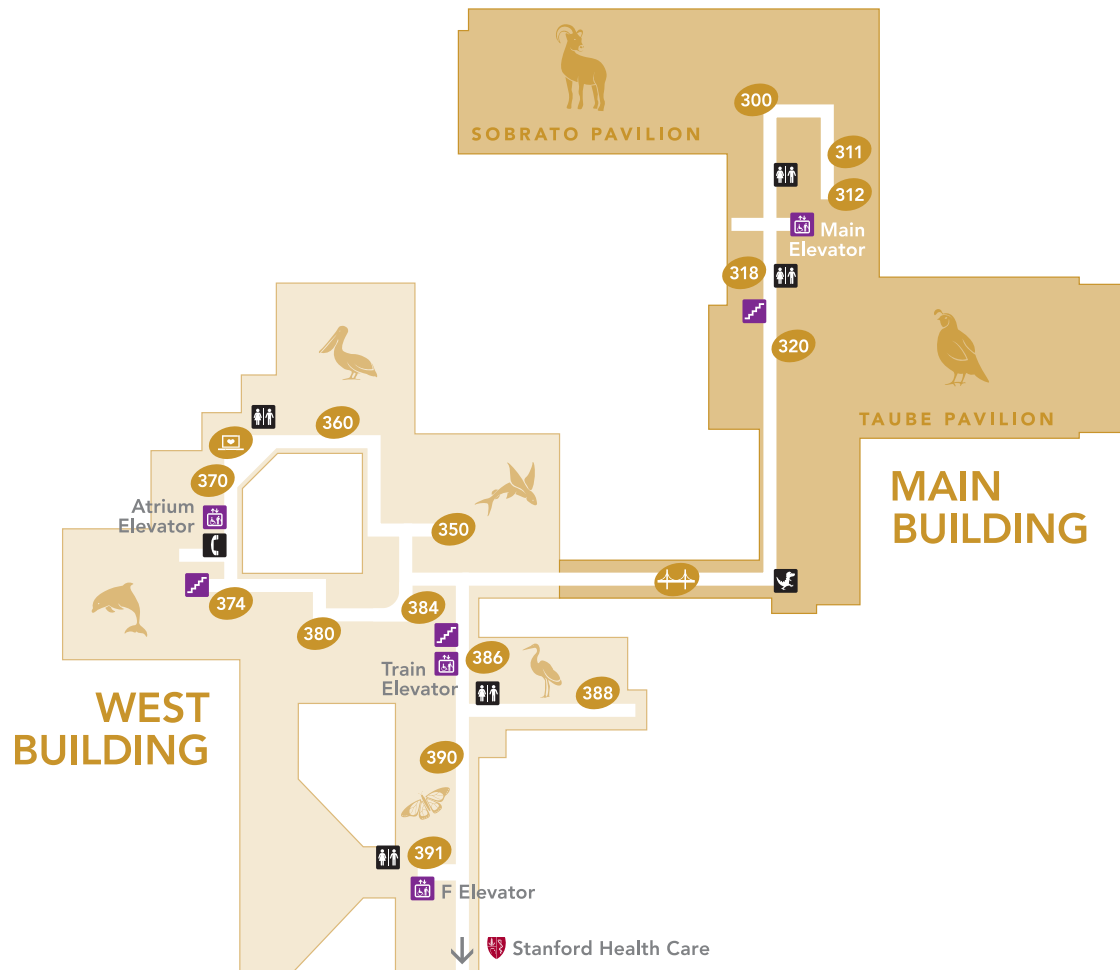 300
SOBRATO PAVILION
311
312
Main
Elevator
318
320
TAUBE PAVILION
360
370
Atrium
Elevator
350
MAIN
BUILDING
374
384
380
386
Train
Elevator
388
WEST
BUILDING
390
391
F Elevator
Stanford Health Care